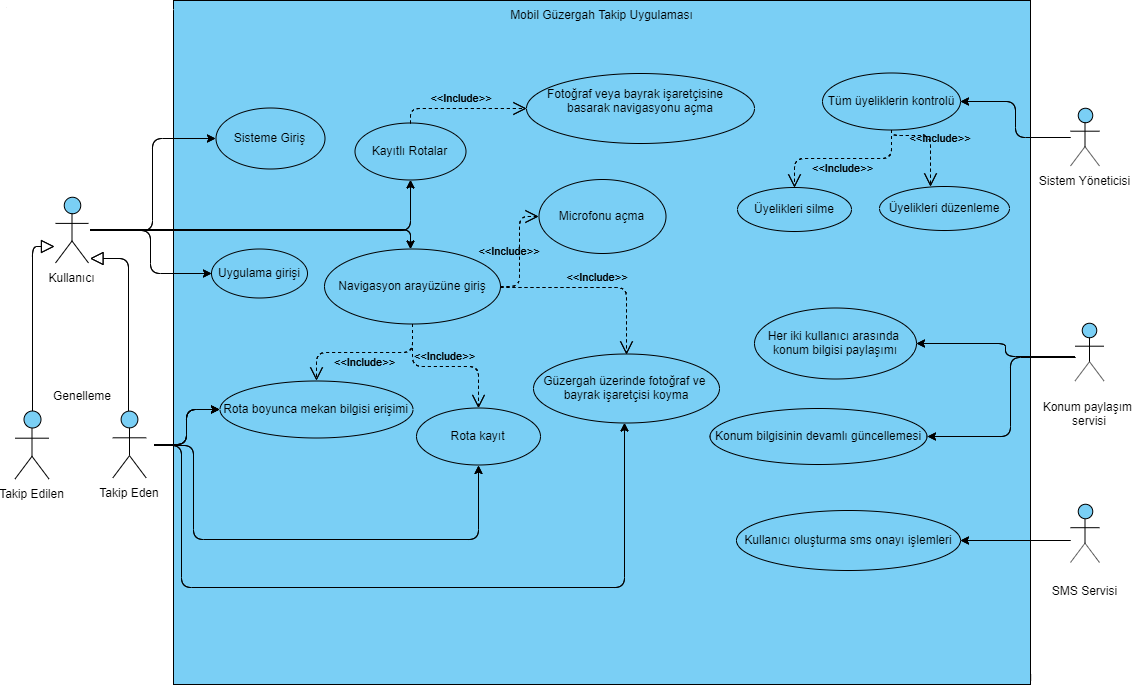 Mobil Güzergah Takip Uygulaması
Sisteme Giriş
Kayıtlı Rotalar
<<Include>>
Fotoğraf veya bayrak işaretçisine
basarak navigasyonu açma
Tüm üyeliklerin kontrolü
<<Include>>
<<Include>>
Üyelikleri silme
Üyelikleri düzenleme
Sistem Yöneticisi
Kullanıcı
Uygulama girişi
Navigasyon arayüzüne giriş
<<Include>>
Microfonu açma
<<Include>>
<<Include>>
<<Include>>
Her iki kullanıcı arasında
konum bilgisi paylaşımı
Konum paylaşım
servisi
Genelleme
Rota boyunca mekan bilgisi erişimi
Rota kayıt
Güzergah üzerinde fotoğraf ve
bayrak işaretçisi koyma
Konum bilgisinin devamlı güncellemesi
Takip Edilen
Takip Eden
Kullanıcı oluşturma sms onayı işlemleri
SMS Servisi